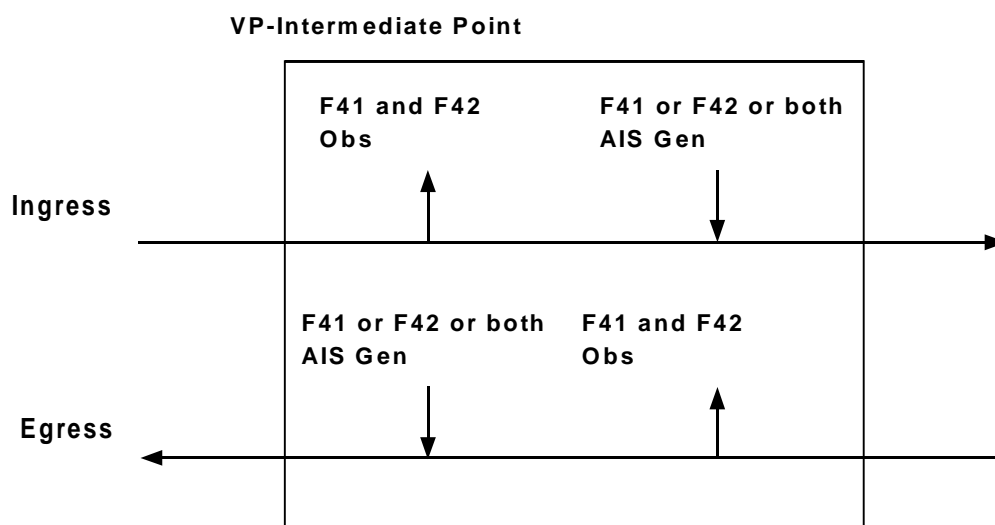 VP-Intermediate Point
F41 and F42
Obs
F41 or F42 or both
AIS Gen
Ingress
F41 or F42 or both
AIS Gen
F41 and F42
Obs
Egress